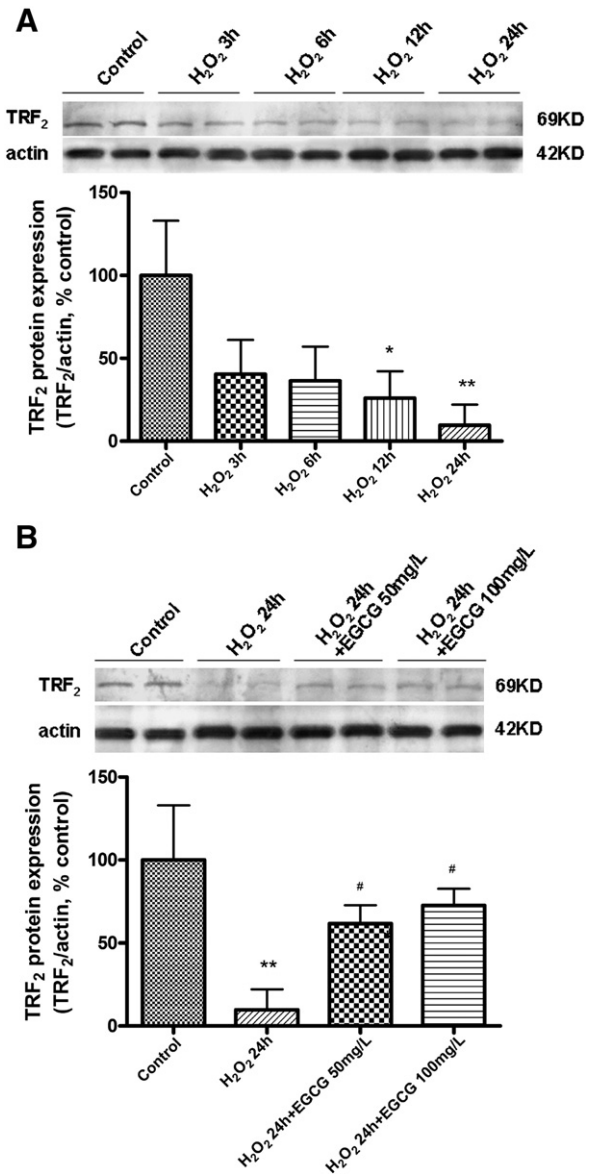 A
Control H₂O₂ 3h H₂O₂ 6h H₂O₂ 12h H₂O₂ 24h
TRF₂ 69KD
actin 42KD
TRF₂ protein expression
(TRF₂/actin, % control)
150
100
50
0
* **
Control H₂O₂ 3h H₂O₂ 6h H₂O₂ 12h H₂O₂ 24h
B
Control H₂O₂ 24h H₂O₂ 24h
+EGCG 50mg/L H₂O₂ 24h
+EGCG 100mg/L
TRF₂ 69KD
actin 42KD
TRF₂ protein expression
(TRF₂/actin, % control)
150
100
50
0
** # #
Control H₂O₂ 24h H₂O₂ 24h+EGCG 50mg/L H₂O₂ 24h+EGCG 100mg/L